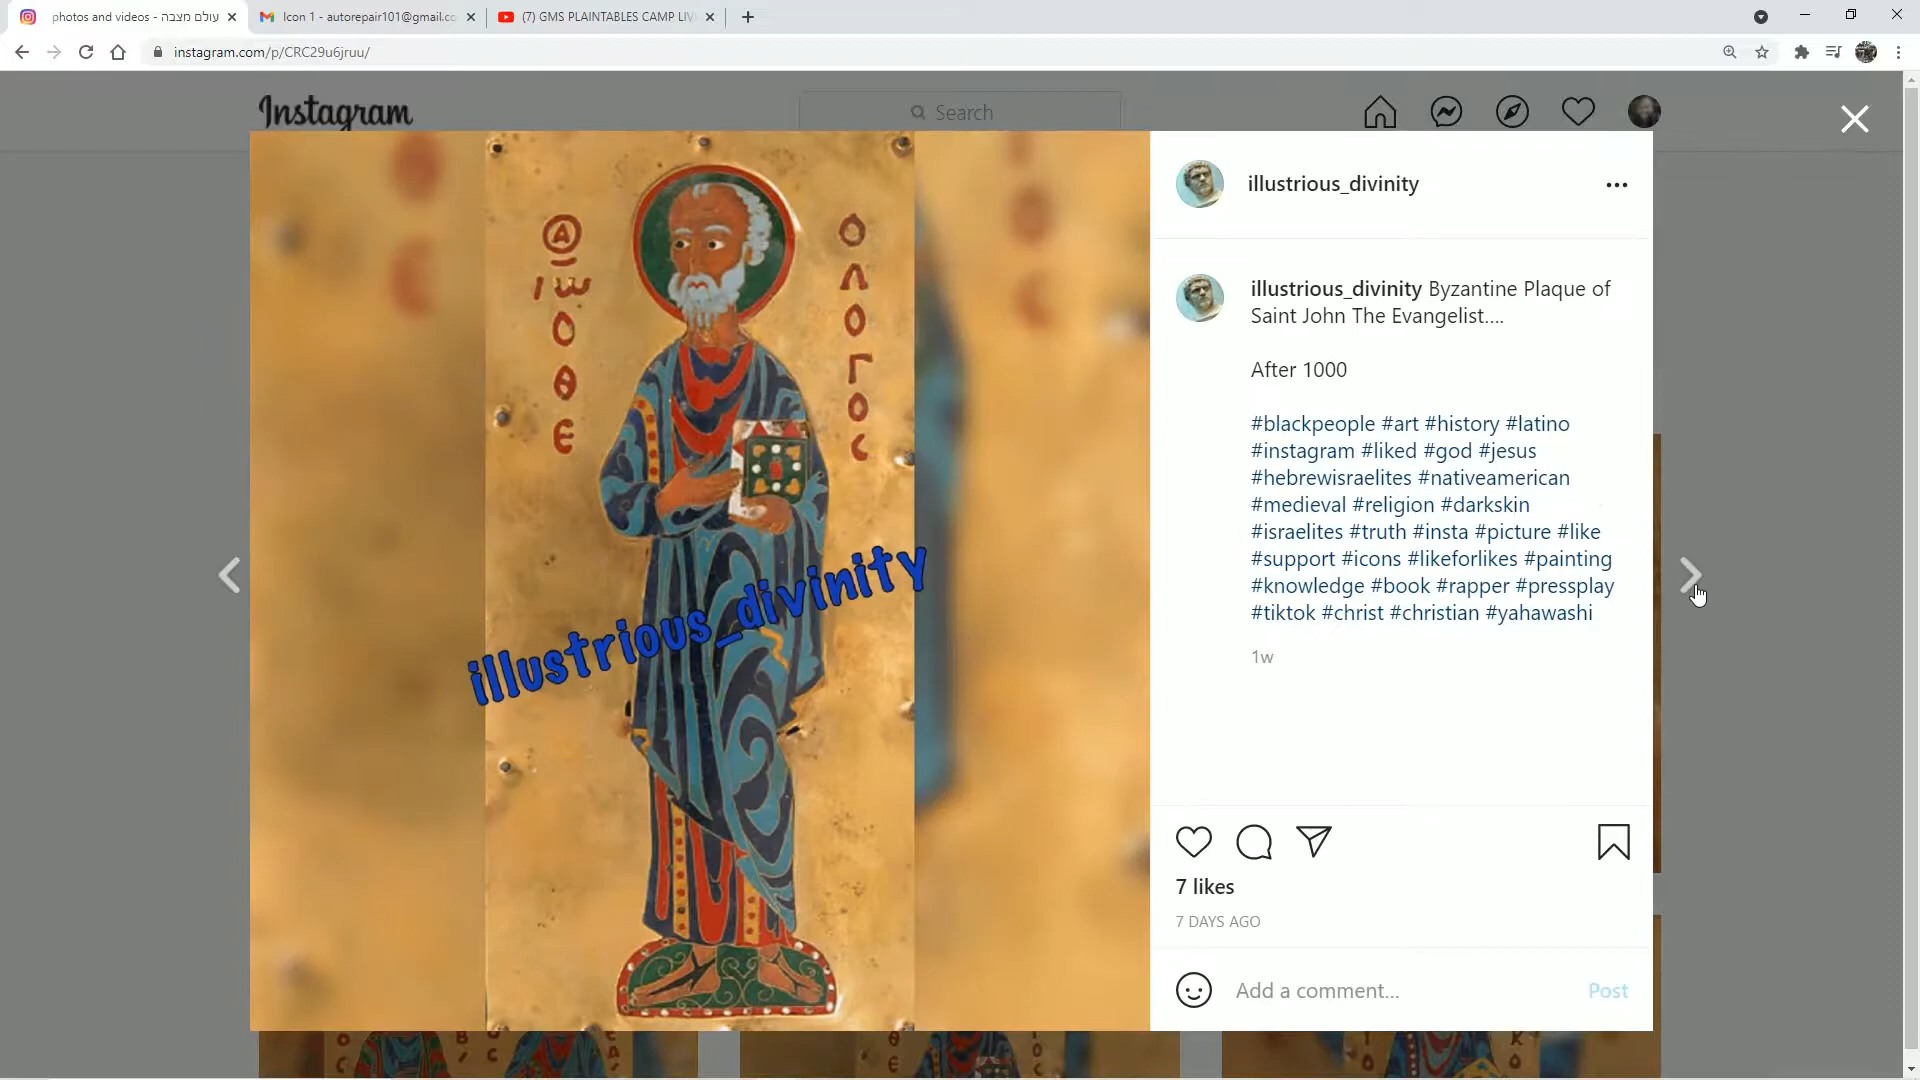 photos and videos - עולם מצבה
Icon 1 - autorepair101@gmail.co
(7) GMS PLAINTABLES CAMP LIV
instagram.com/p/CRC29u6jruu/
Instagram
Search
Ⓐ
ΙѠ
Ο
Θ
Ε
Ο
Λ
Ο
Γ
Ο
C
illustrious_divinity
illustrious_divinity
illustrious_divinity Byzantine Plaque of
Saint John The Evangelist....
After 1000
#blackpeople #art #history #latino
#instagram #liked #god #jesus
#hebrewisraelites #nativeamerican
#medieval #religion #darkskin
#israelites #truth #insta #picture #like
#support #icons #likeforlikes #painting
#knowledge #book #rapper #pressplay
#tiktok #christ #christian #yahawashi
1w
7 likes
7 DAYS AGO
Add a comment...
Post